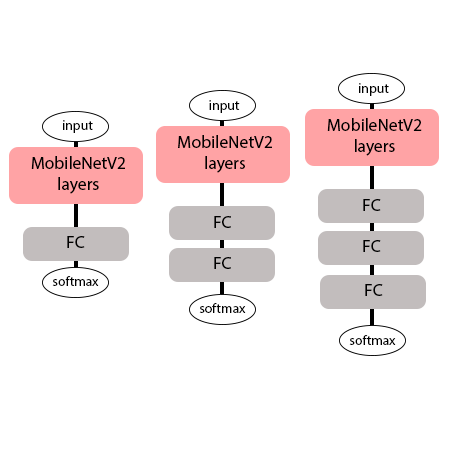 input
MobileNetV2
layers
FC
softmax
input
MobileNetV2
layers
FC
FC
softmax
input
MobileNetV2
layers
FC
FC
FC
softmax